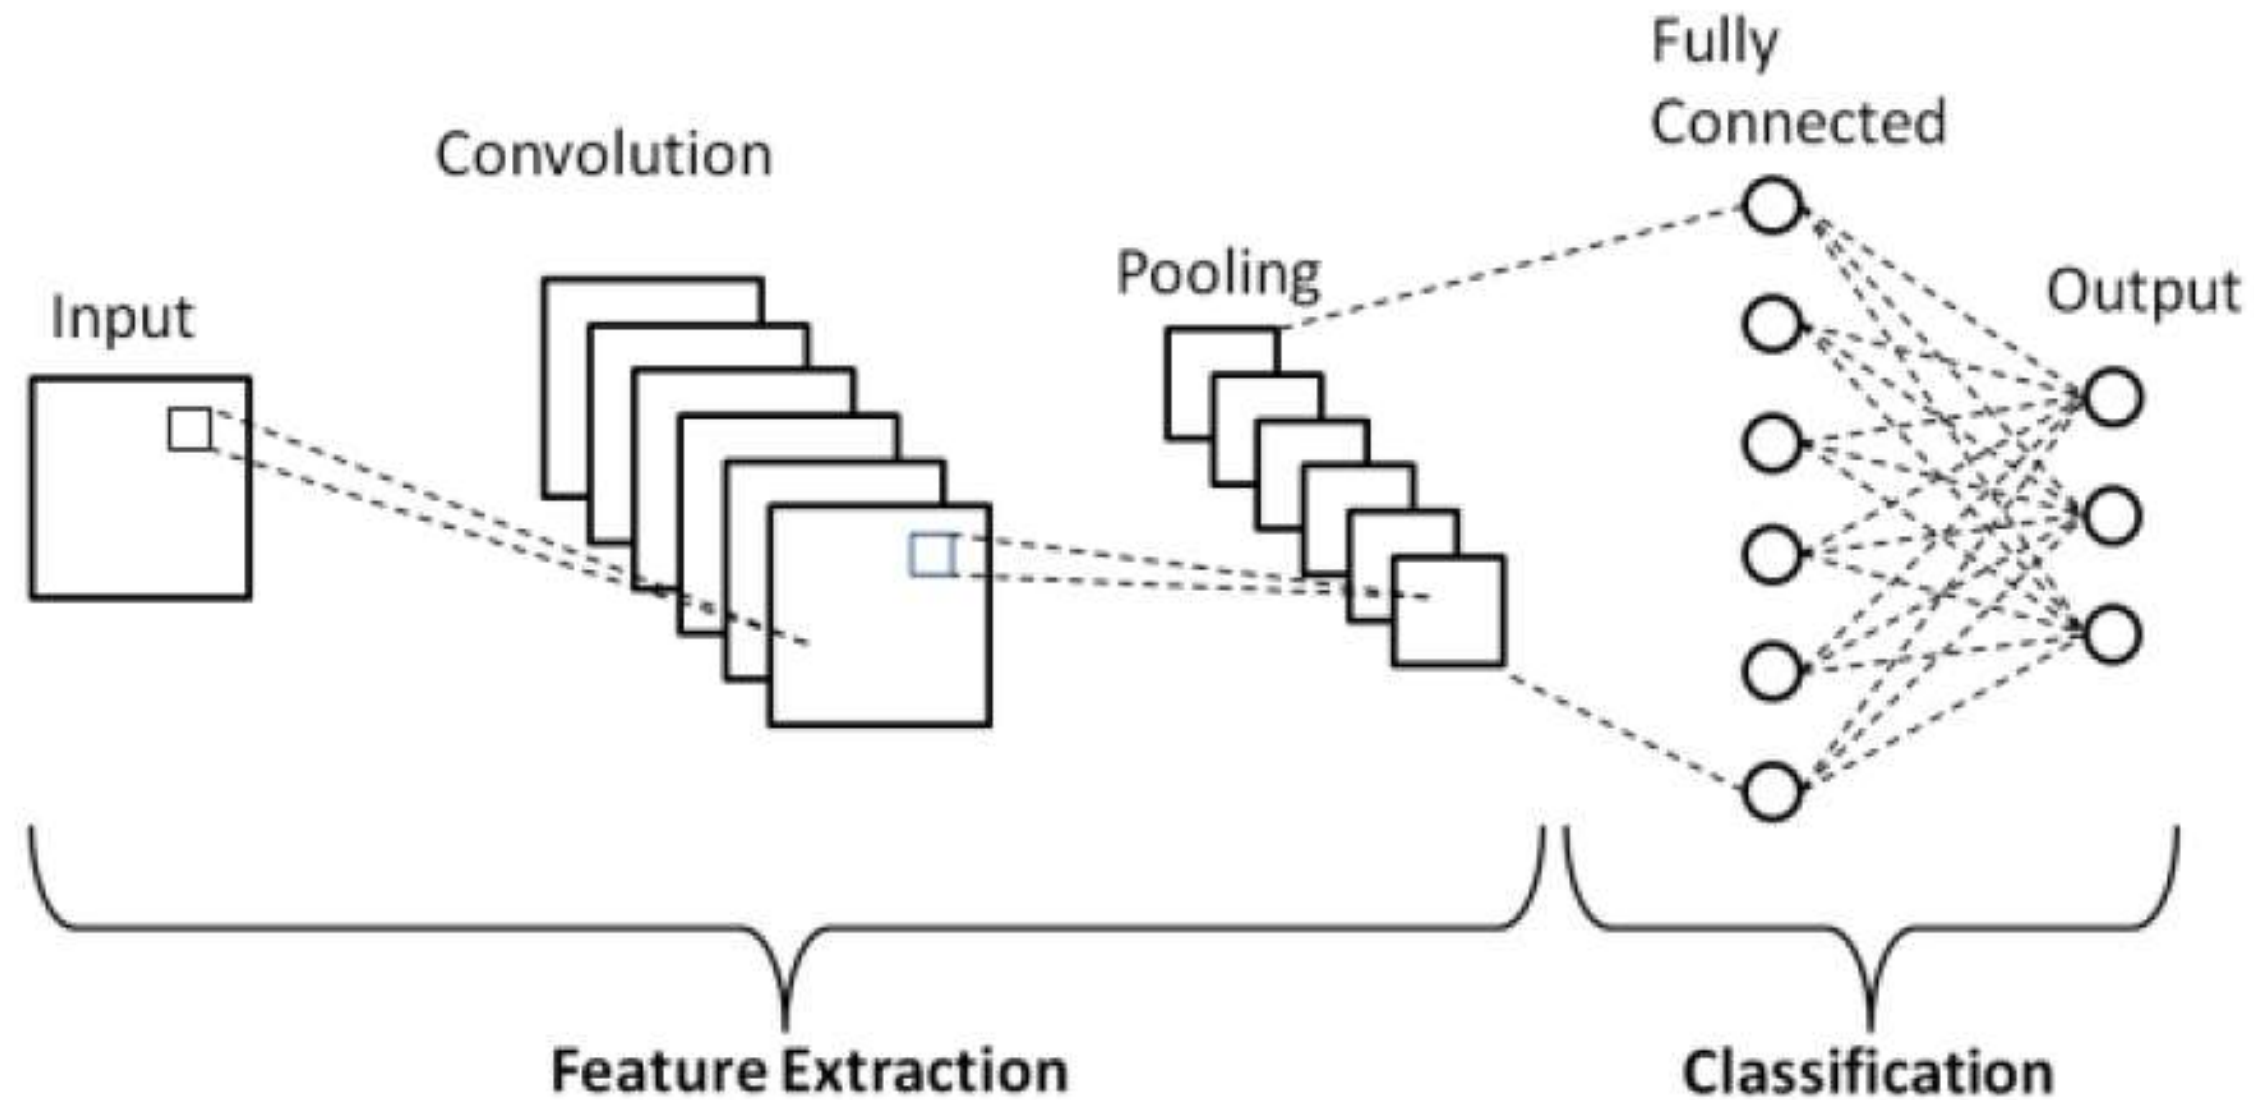 Input
Convolution
Pooling
Fully
Connected
Output
Feature Extraction
Classification